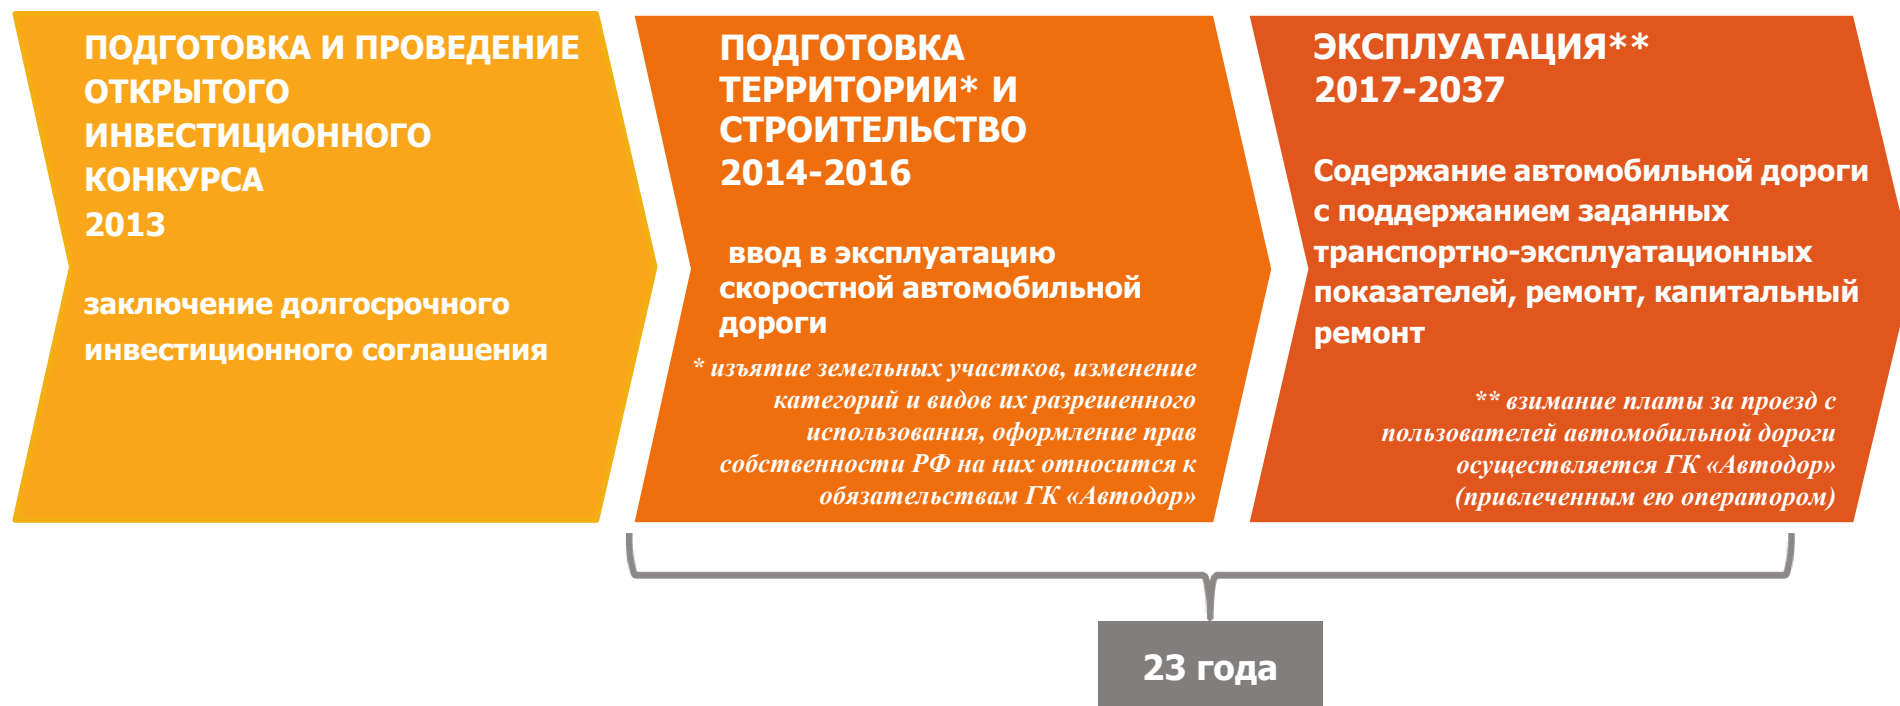 ПОДГОТОВКА И ПРОВЕДЕНИЕ
ОТКРЫТОГО
ИНВЕСТИЦИОННОГО
КОНКУРСА
2013
заключение долгосрочного
инвестиционного соглашения
ПОДГОТОВКА
ТЕРРИТОРИИ* И
СТРОИТЕЛЬСТВО
2014-2016
ввод в эксплуатацию
скоростной автомобильной
дороги
* изъятие земельных участков, изменение
категорий и видов их разрешенного
использования, оформление прав
собственности РФ на них относится к
обязательствам ГК «Автодор»
ЭКСПЛУАТАЦИЯ**
2017-2037
Содержание автомобильной дороги
с поддержанием заданных
транспортно-эксплуатационных
показателей, ремонт, капитальный
ремонт
** взимание платы за проезд с
пользователей автомобильной дороги
осуществляется ГК «Автодор»
(привлеченным ею оператором)
23 года